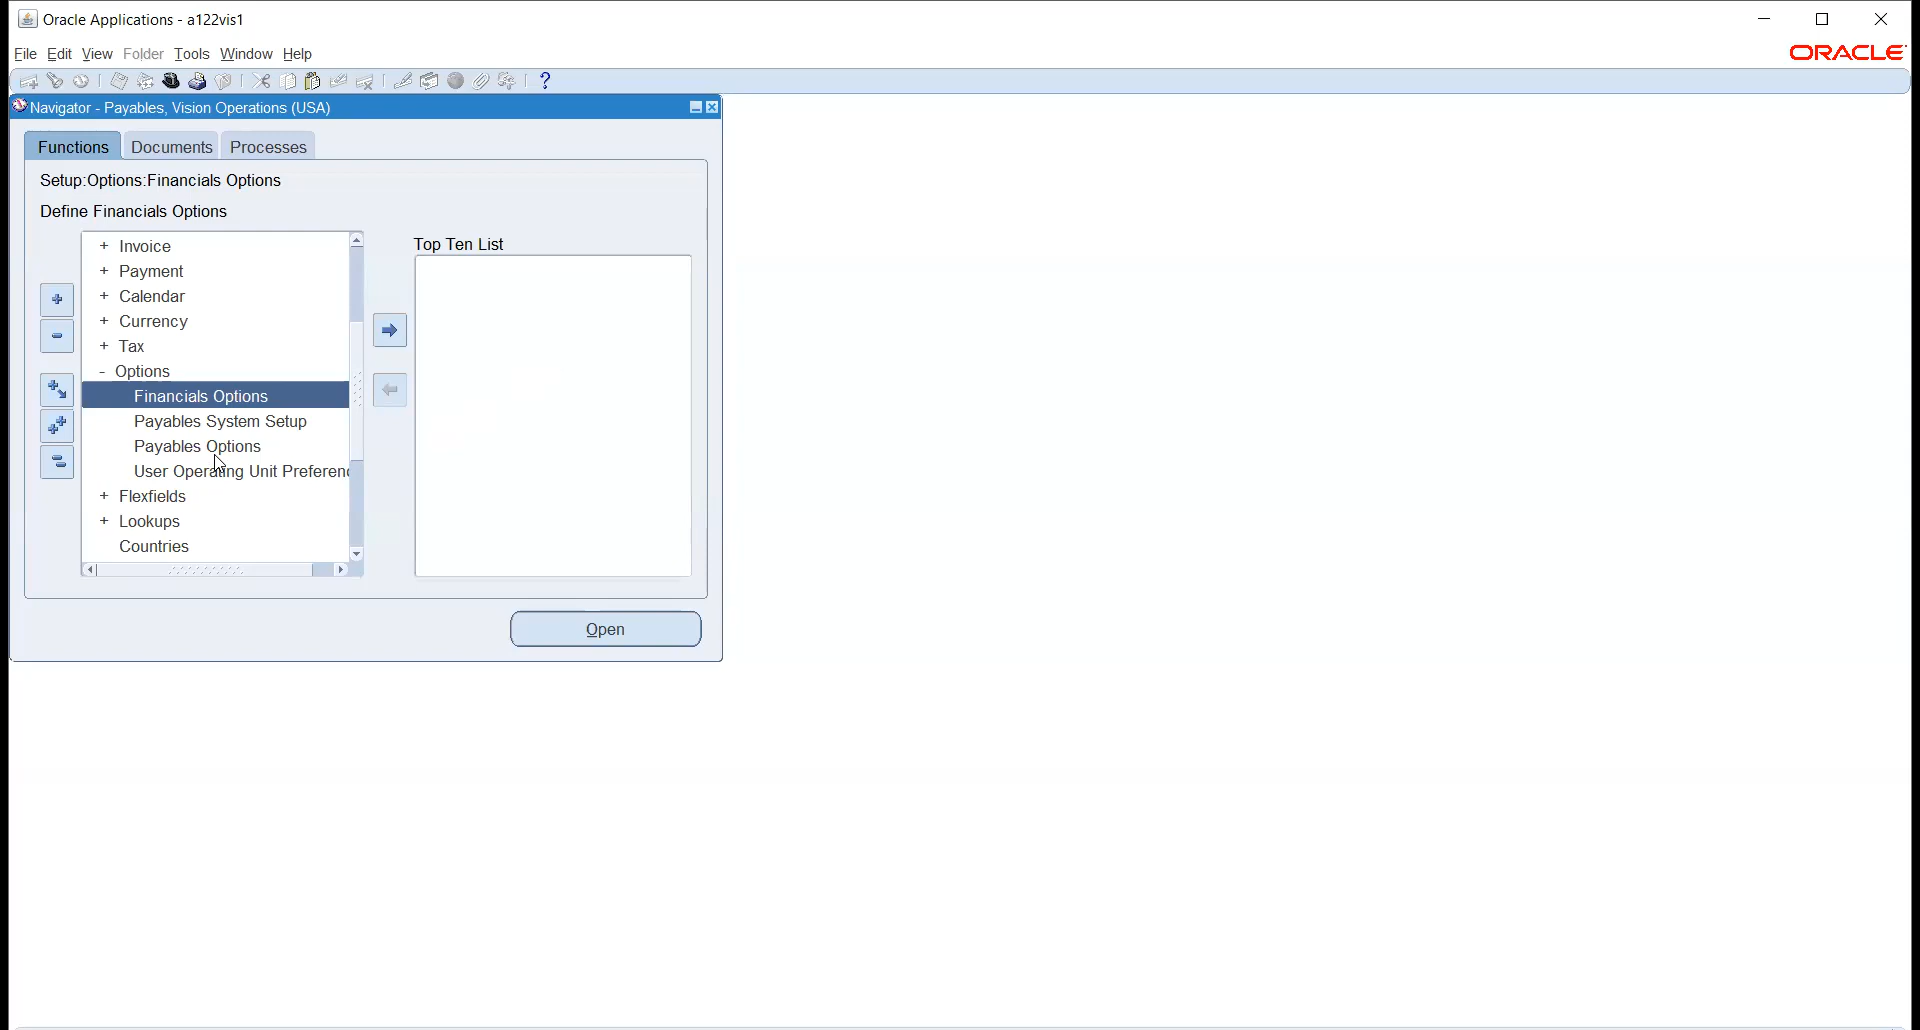 Oracle Applications - a122vis1
File Edit View Folder Tools Window Help
ORACLE
Navigator - Payables, Vision Operations (USA)
Functions Documents Processes
Setup:Options:Financials Options
Define Financials Options
+ Invoice
+ Payment
+ Calendar
+ Currency
+ Tax
- Options
Financials Options
Payables System Setup
Payables Options
User Operating Unit Preferenc
+ Flexfields
+ Lookups
Countries
Top Ten List
Open